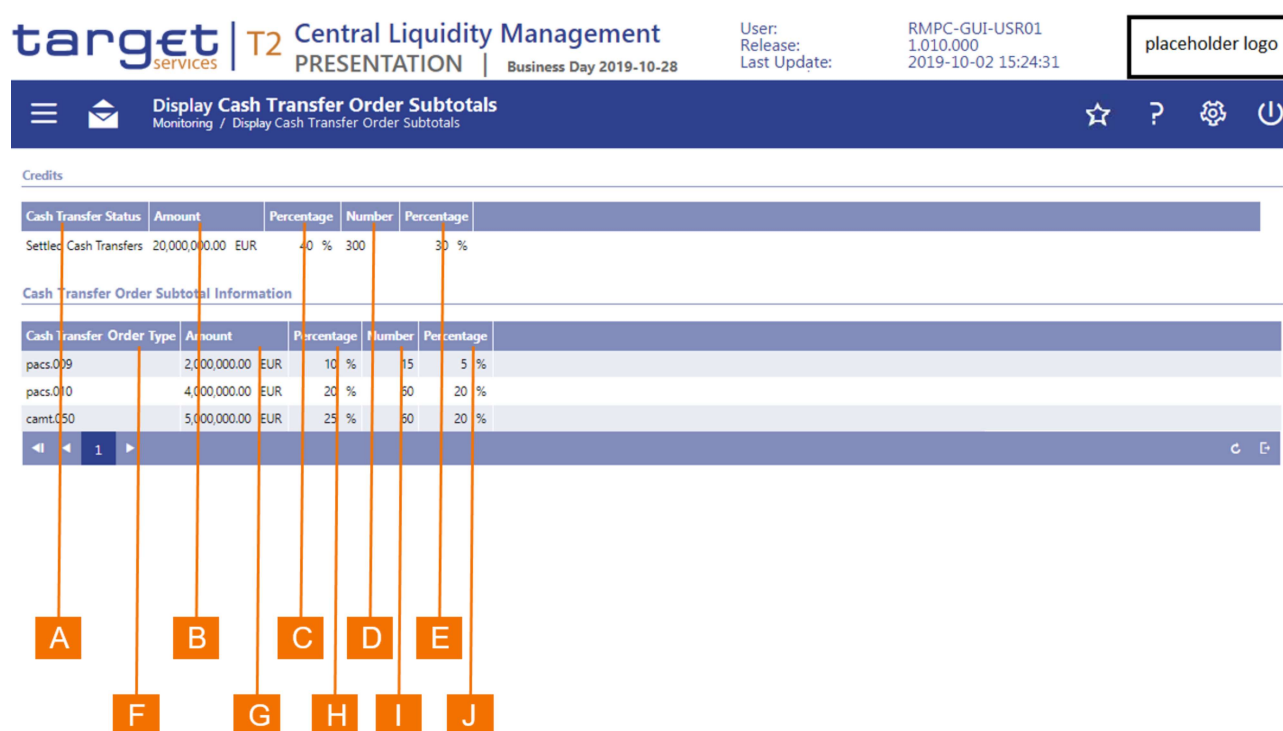 target services T2 Central Liquidity Management
PRESENTATION | Business Day 2019-10-28
User: RMPC-GUI-USR01
Release: 1.010.000
Last Update: 2019-10-02 15:24:31
placeholder logo
Display Cash Transfer Order Subtotals
Monitoring / Display Cash Transfer Order Subtotals
Credits
Cash Transfer Status Amount Percentage Number Percentage
Settled Cash Transfers 20,000,000.00 EUR 40 % 300 30 %
Cash Transfer Order Subtotal Information
Cash Transfer Order Type Amount Percentage Number Percentage
pacs.009 2,000,000.00 EUR 10 % 15 5 %
pacs.010 4,000,000.00 EUR 20 % 60 20 %
camt.050 5,000,000.00 EUR 25 % 60 20 %
1
A B C D E
F G H I J